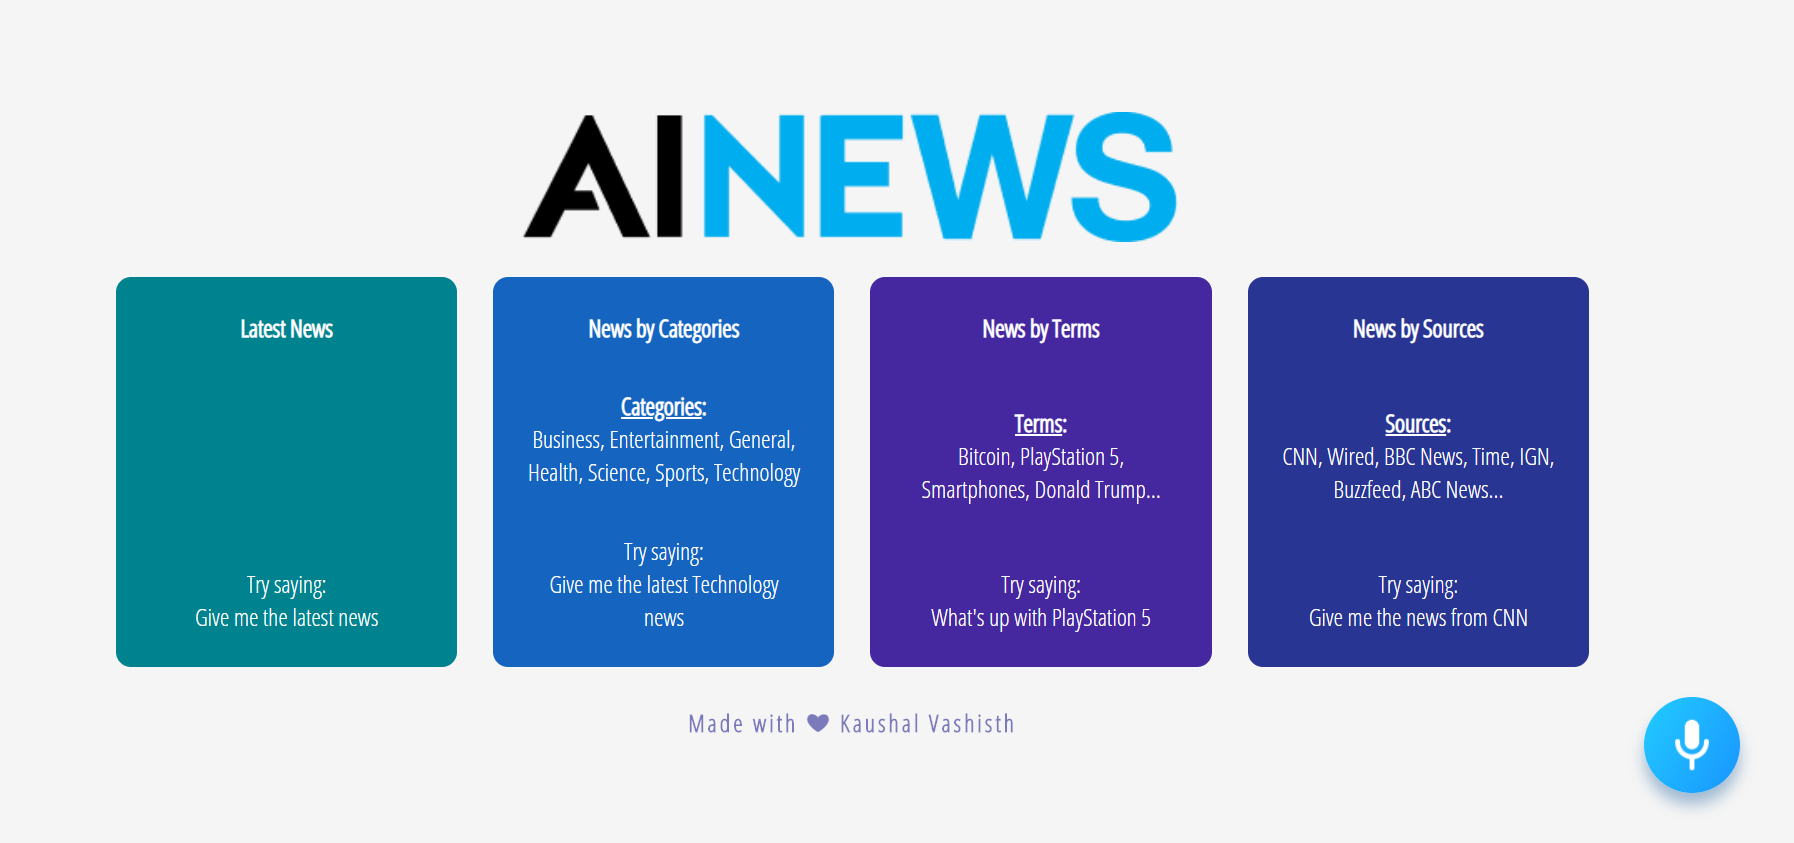 AINEWS
Latest News
Try saying:
Give me the latest news
News by Categories
Categories:
Business, Entertainment, General,
Health, Science, Sports, Technology
Try saying:
Give me the latest Technology
news
News by Terms
Terms:
Bitcoin, PlayStation 5,
Smartphones, Donald Trump...
Try saying:
What's up with PlayStation 5
News by Sources
Sources:
CNN, Wired, BBC News, Time, IGN,
Buzzfeed, ABC News...
Try saying:
Give me the news from CNN
Made with Kaushal Vashisth